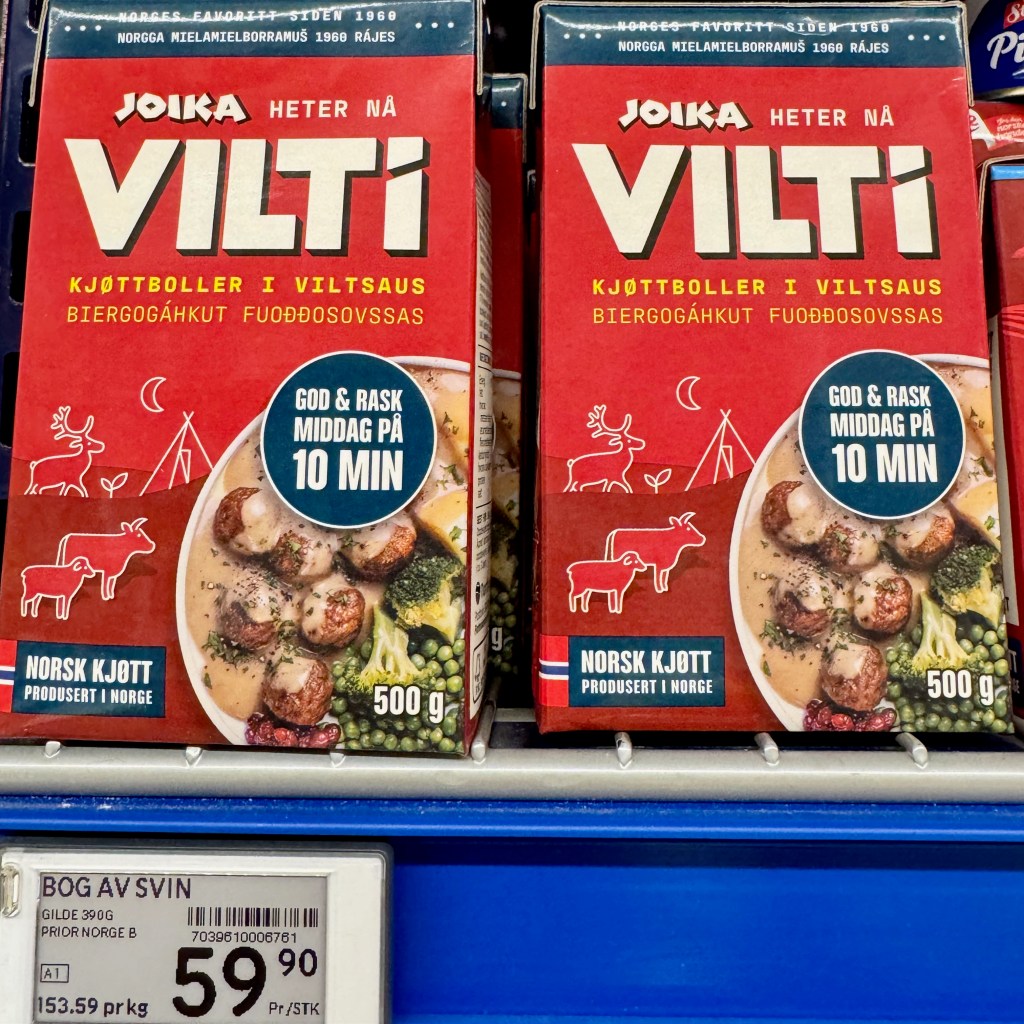 NORGES FAVORITT SIDEN 1960
NORGGA MIELAMIELBORRAMUŠ 1960 RÁJES
JOIKA HETER NÅ
VILTi
KJØTTBOLLER I VILTSAUS
BIERGOGÁHKUT FUOĐĐOSOVSSAS
GOD & RASK
MIDDAG PÅ
10 MIN
NORSK KJØTT
PRODUSERT I NORGE
500 g
NORGES FAVORITT SIDEN 1960
NORGGA MIELAMIELBORRAMUŠ 1960 RÁJES
JOIKA HETER NÅ
VILTi
KJØTTBOLLER I VILTSAUS
BIERGOGÁHKUT FUOĐĐOSOVSSAS
GOD & RASK
MIDDAG PÅ
10 MIN
NORSK KJØTT
PRODUSERT I NORGE
500 g
g
BOG AV SVIN
GILDE 390G
PRIOR NORGE B
7039610006761
59 90
A1
153.59 pr kg
Pr/STK